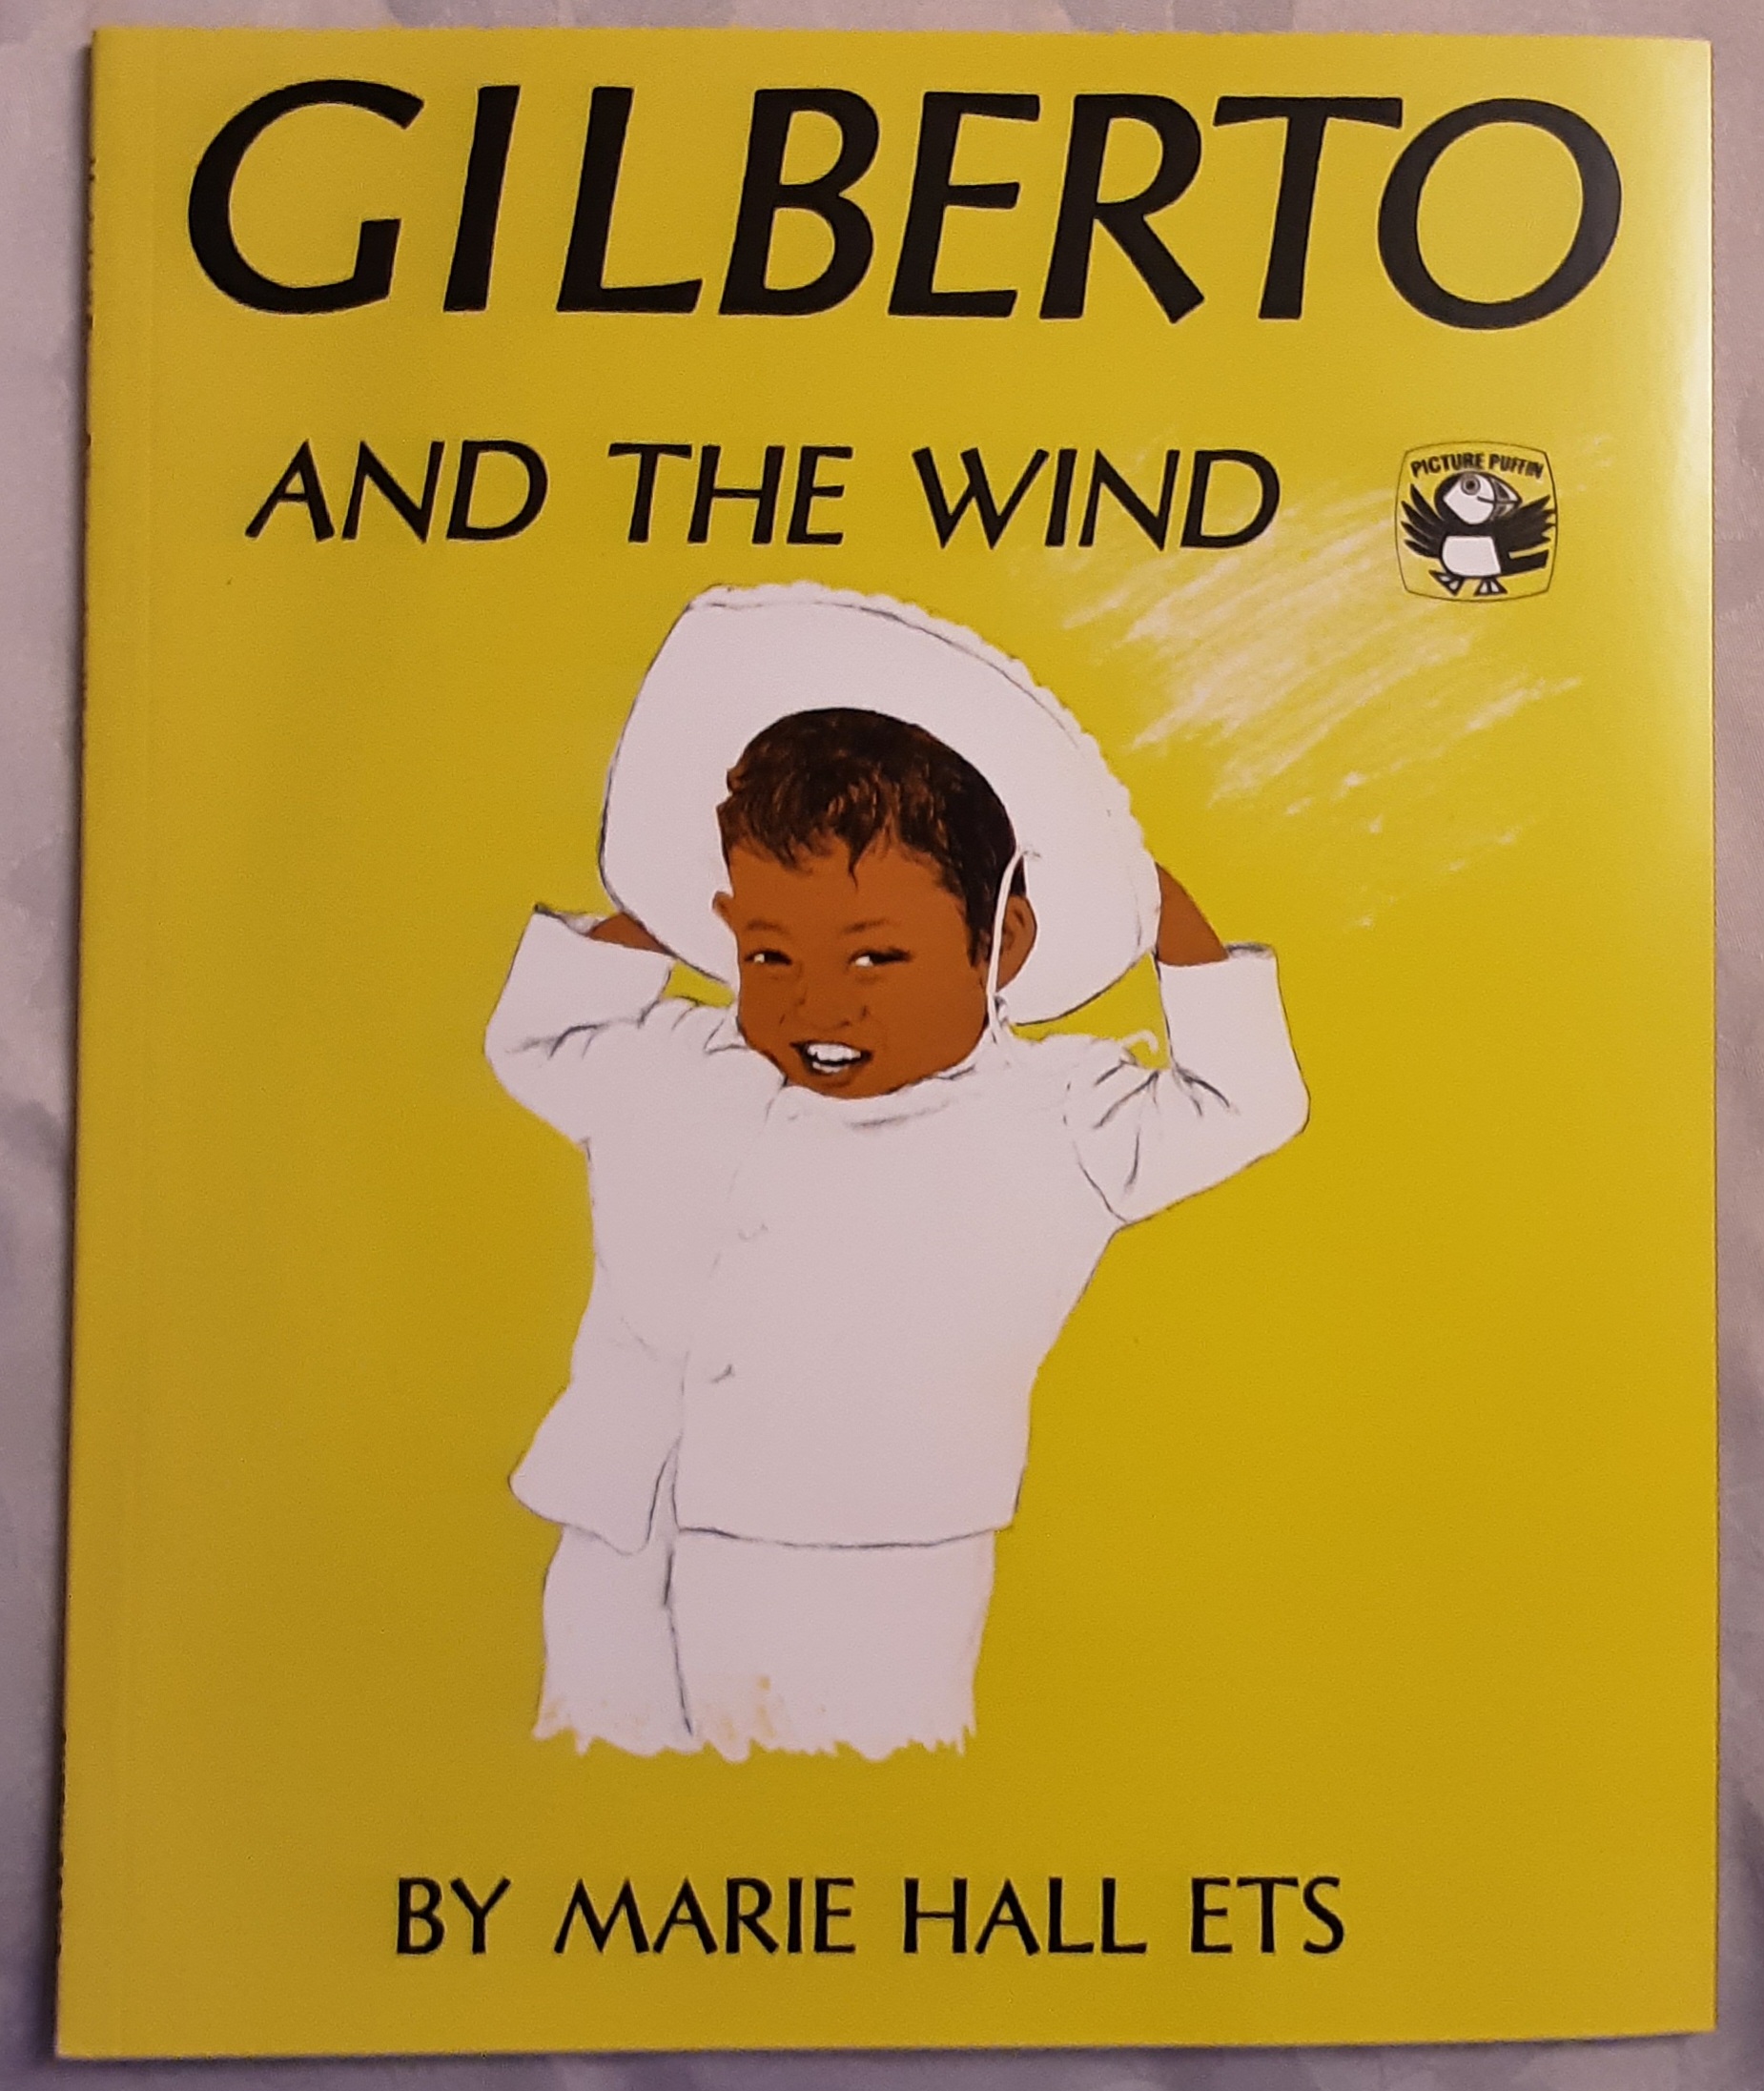 GILBERTO
AND THE WIND
PICTURE PUFFIN
BY MARIE HALL ETS